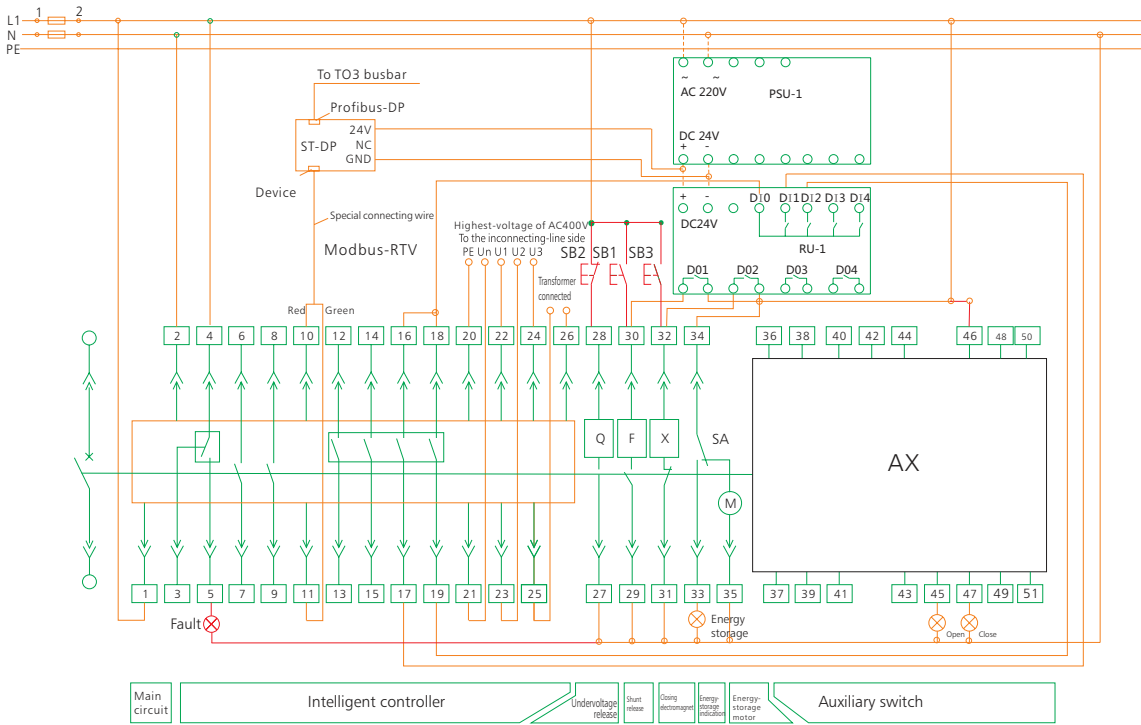 L1 1 2
N
PE
To TO3 busbar
Profibus-DP
24V
ST-DP NC
GND
Device
Special connecting wire
Modbus-RTV
Red Green
Highest-voltage of AC400V
To the inconnecting-line side
PE Un U1 U2 U3
Transformer
connected
SB2 SB1 SB3
~ ~
AC 220V PSU-1
DC 24V
+ -
+ - DI0 DI1 DI2 DI3 DI4
DC24V
RU-1
D01 D02 D03 D04
2 4 6 8 10 12 14 16 18 20 22 24 26 28 30 32 34 36 38 40 42 44 46 48 50
Q F X SA
M
AX
1 3 5 7 9 11 13 15 17 19 21 23 25 27 29 31 33 35 37 39 41 43 45 47 49 51
Fault
Energy
storage
Open Close
Main
circuit
Intelligent controller
Undervoltage
release
Shunt
release
Closing
electromagnet
Energy-
storage
indication
Energy-
storage
motor
Auxiliary switch